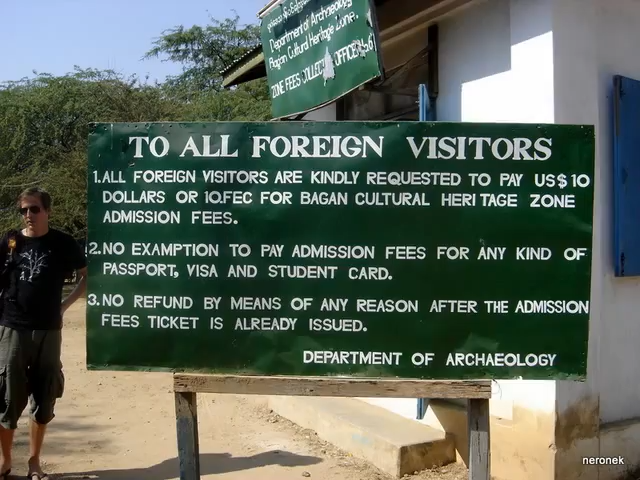 Department of Archaeology
Bagan Cultural Heritage Zone.
ZONE FEES COLLECT OFFICE
TO ALL FOREIGN VISITORS
1.ALL FOREIGN VISITORS ARE KINDLY REQUESTED TO PAY US$10
DOLLARS OR 10.FEC FOR BAGAN CULTURAL HERITAGE ZONE
ADMISSION FEES.
2.NO EXAMPTION TO PAY ADMISSION FEES FOR ANY KIND OF
PASSPORT, VISA AND STUDENT CARD.
3.NO REFUND BY MEANS OF ANY REASON AFTER THE ADMISSION
FEES TICKET IS ALREADY ISSUED.
DEPARTMENT OF ARCHAEOLOGY
neronek